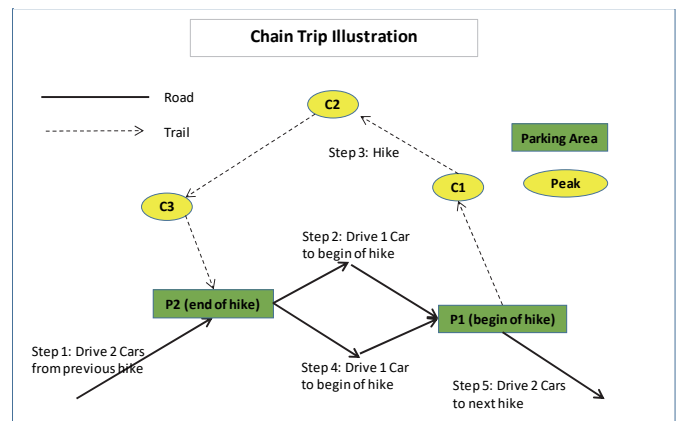 Chain Trip Illustration
Road
Trail
C2
Step 3: Hike
Parking Area
Peak
C1
C3
Step 2: Drive 1 Car
to begin of hike
P2 (end of hike)
P1 (begin of hike)
Step 1: Drive 2 Cars
from previous hike
Step 4: Drive 1 Car
to begin of hike
Step 5: Drive 2 Cars
to next hike